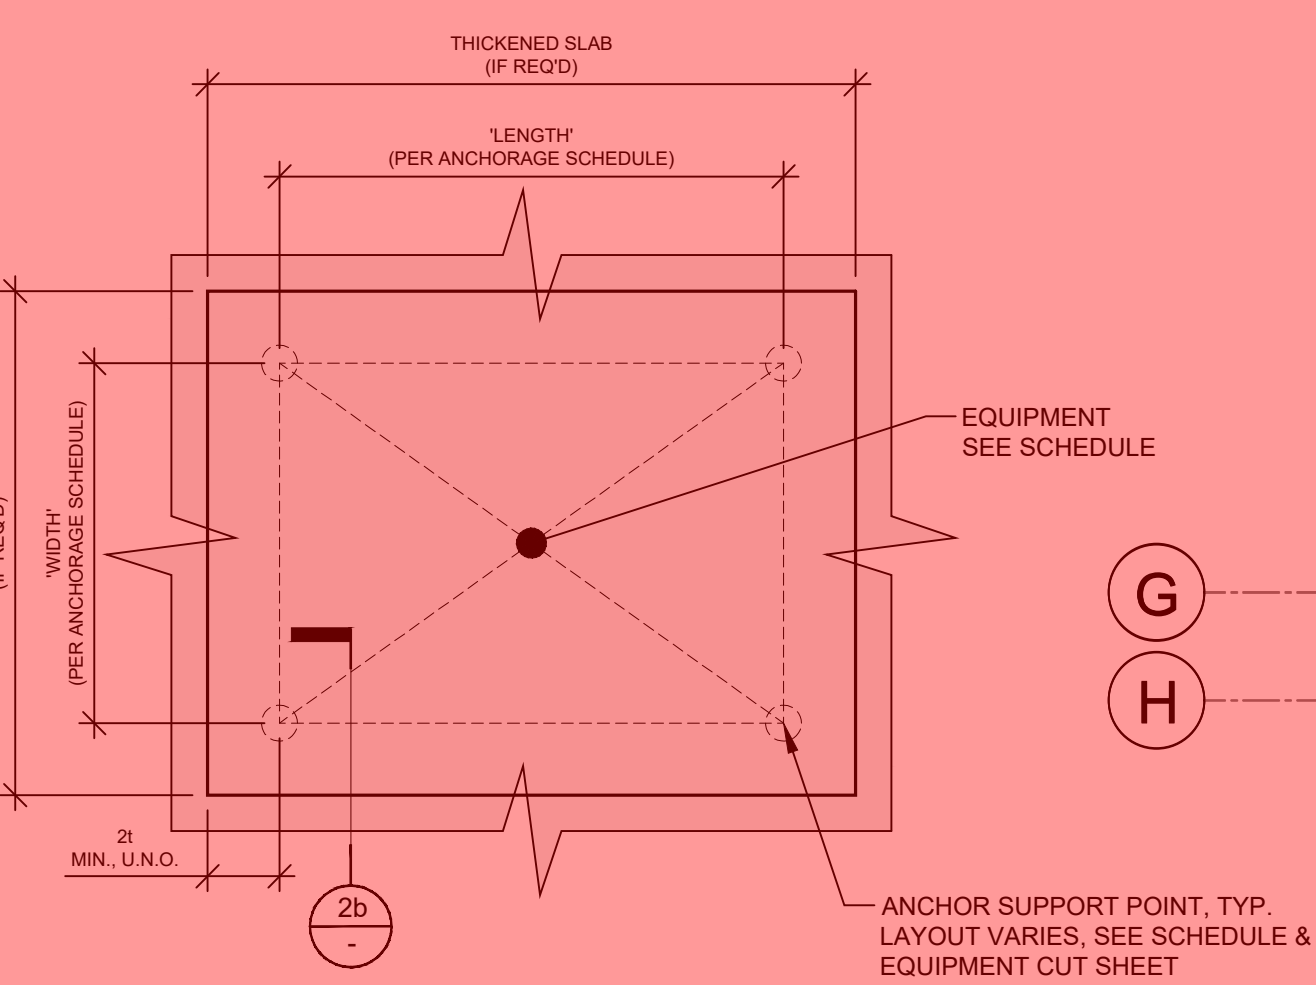 THICKENED SLAB
(IF REQ'D)
'LENGTH'
(PER ANCHORAGE SCHEDULE)
EQUIPMENT
SEE SCHEDULE
'WIDTH'
(PER ANCHORAGE SCHEDULE)
G
H
2t
MIN., U.N.O.
2b
-
ANCHOR SUPPORT POINT, TYP.
LAYOUT VARIES, SEE SCHEDULE &
EQUIPMENT CUT SHEET